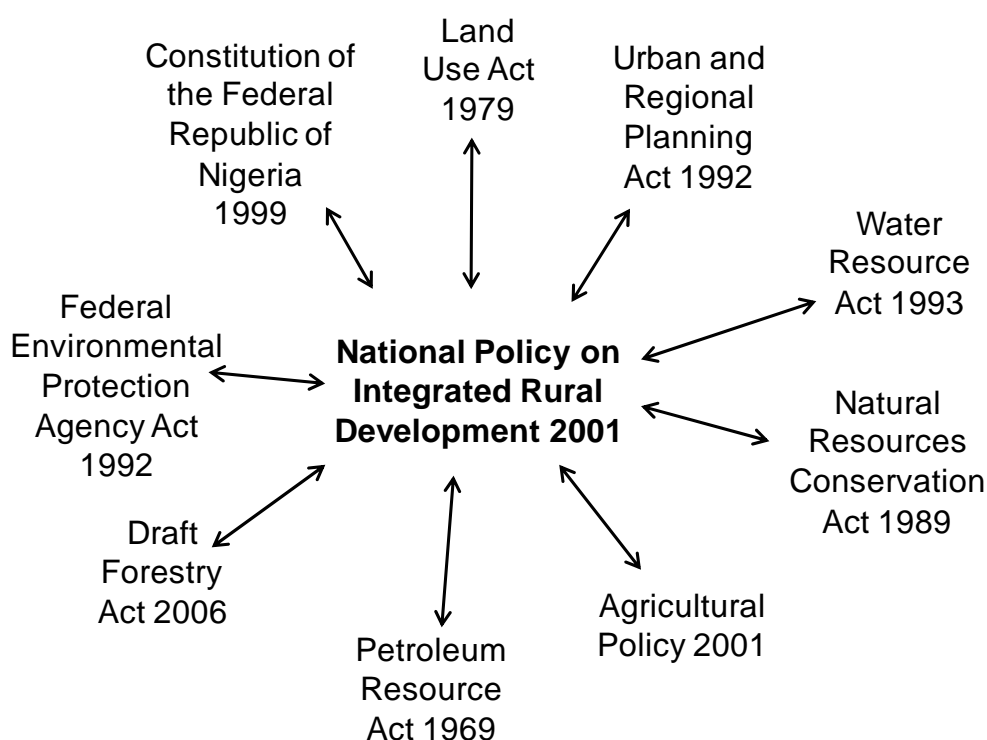 Constitution of
the Federal
Republic of
Nigeria
1999
Land
Use Act
1979
Urban and
Regional
Planning
Act 1992
Water
Resource
Act 1993
Federal
Environmental
Protection
Agency Act
1992
National Policy on
Integrated Rural
Development 2001
Natural
Resources
Conservation
Act 1989
Draft
Forestry
Act 2006
Petroleum
Resource
Act 1969
Agricultural
Policy 2001